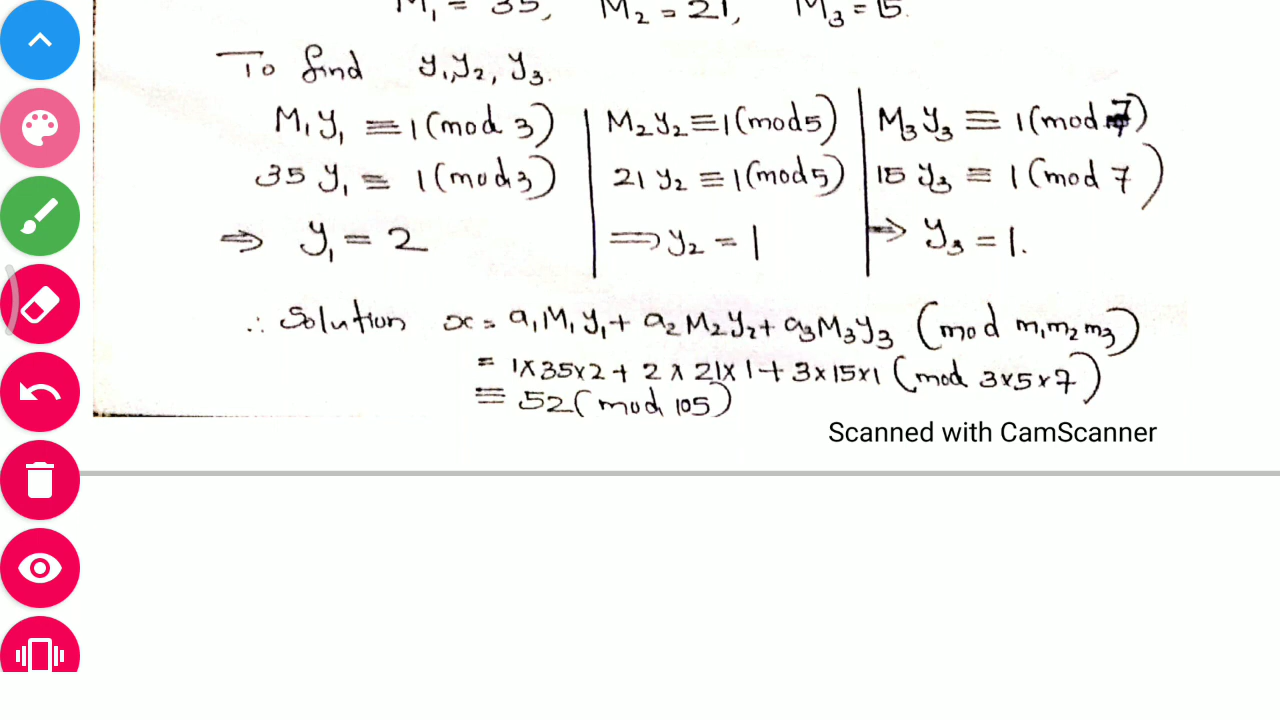 M₁ = 35, M₂ = 21, M₃ = 15.
To find y₁, y₂, y₃.
M₁y₁ ≡ 1 (mod 3) | M₂y₂ ≡ 1 (mod 5) | M₃y₃ ≡ 1 (mod 7)
35 y₁ ≡ 1 (mod 3) | 21 y₂ ≡ 1 (mod 5) | 15 y₃ ≡ 1 (mod 7)
⇒ y₁ = 2 | ⇒ y₂ = 1 | ⇒ y₃ = 1.
∴ Solution x = a₁M₁y₁ + a₂M₂y₂ + a₃M₃y₃ (mod m₁m₂m₃)
= 1×35×2 + 2×21×1 + 3×15×1 (mod 3×5×7)
≡ 52 (mod 105)
Scanned with CamScanner